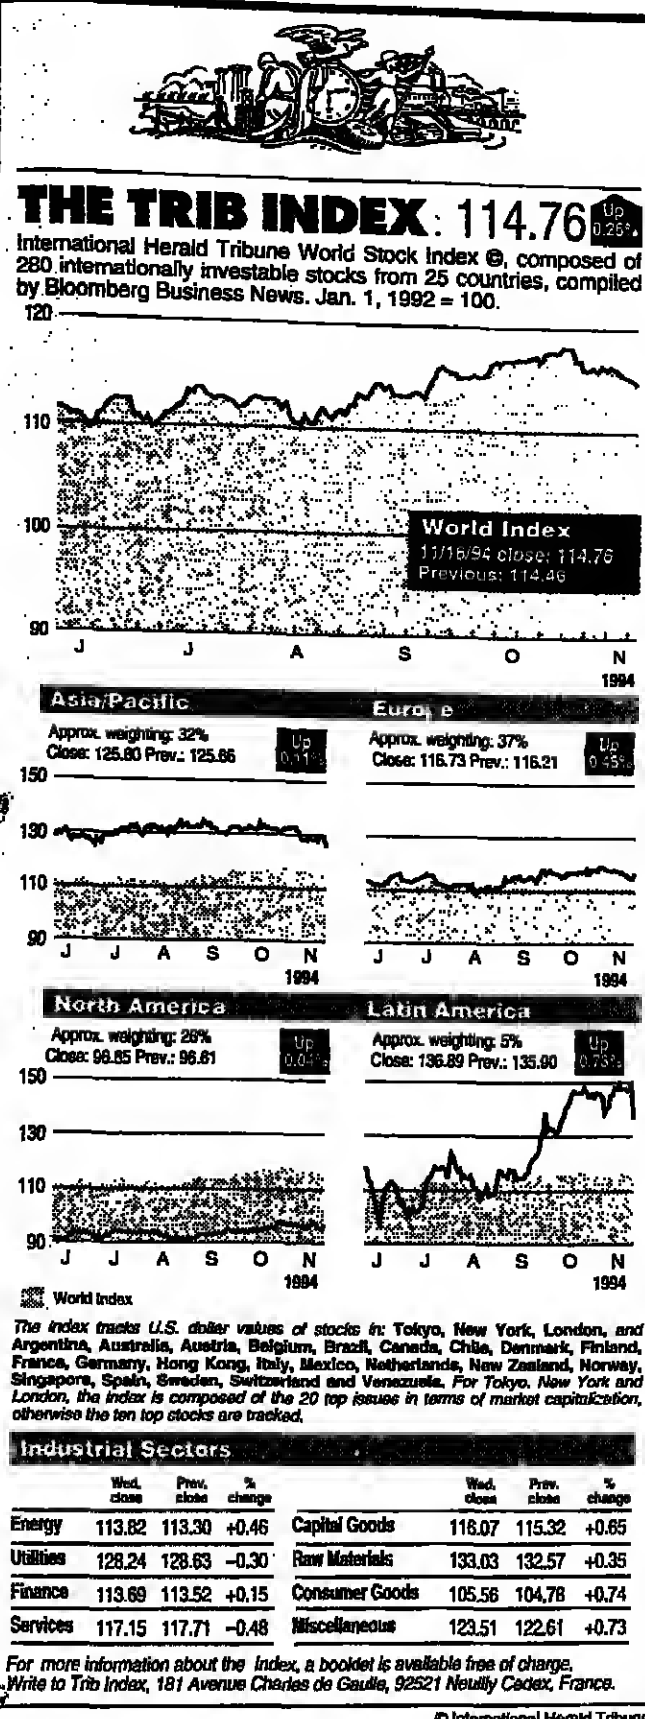 THE TRIB INDEX: 114.76 Up
International Herald Tribune World Stock Index ©, composed of
280 internationally investable stocks from 25 countries, compiled
by Bloomberg Business News. Jan. 1, 1992 = 100.
120
110
100
90
World Index
11/16/94 close: 114.76
Previous: 114.46
J J A S O N
1994
Asia/Pacific
Approx. weighting: 32% Up
Close: 125.80 Prev.: 125.66
150
130
110
90
J J A S O N
1994
Europe
Approx. weighting: 37% Up
Close: 116.73 Prev.: 116.21 0.45%
J J A S O N
1994
North America
Approx. weighting: 26% Up
Close: 96.65 Prev.: 96.61 0.04%
150
130
110
90
J J A S O N
1994
Latin America
Approx. weighting: 5% Up
Close: 136.89 Prev.: 135.90
J J A S O N
1994
World Index
The index tracks U.S. dollar values of stocks in: Tokyo, New York, London, and
Argentina, Australia, Austria, Belgium, Brazil, Canada, Chile, Denmark, Finland,
France, Germany, Hong Kong, Italy, Mexico, Netherlands, New Zealand, Norway,
Singapore, Spain, Sweden, Switzerland and Venezuela. For Tokyo, New York and
London, the index is composed of the 20 top issues in terms of market capitalization,
otherwise the ten top stocks are tracked.
Industrial Sectors
Wed. close Prev. close % change Wed. close Prev. close % change
Energy 113.82 113.30 +0.46 Capital Goods 116.07 115.32 +0.65
Utilities 128.24 128.63 –0.30 Raw Materials 133.03 132.57 +0.35
Finance 113.69 113.52 +0.15 Consumer Goods 105.56 104.78 +0.74
Services 117.15 117.71 –0.48 Miscellaneous 123.51 122.61 +0.73
For more information about the Index, a booklet is available free of charge.
Write to Trib Index, 181 Avenue Charles de Gaulle, 92521 Neuilly Cedex, France.
© International Herald Tribune